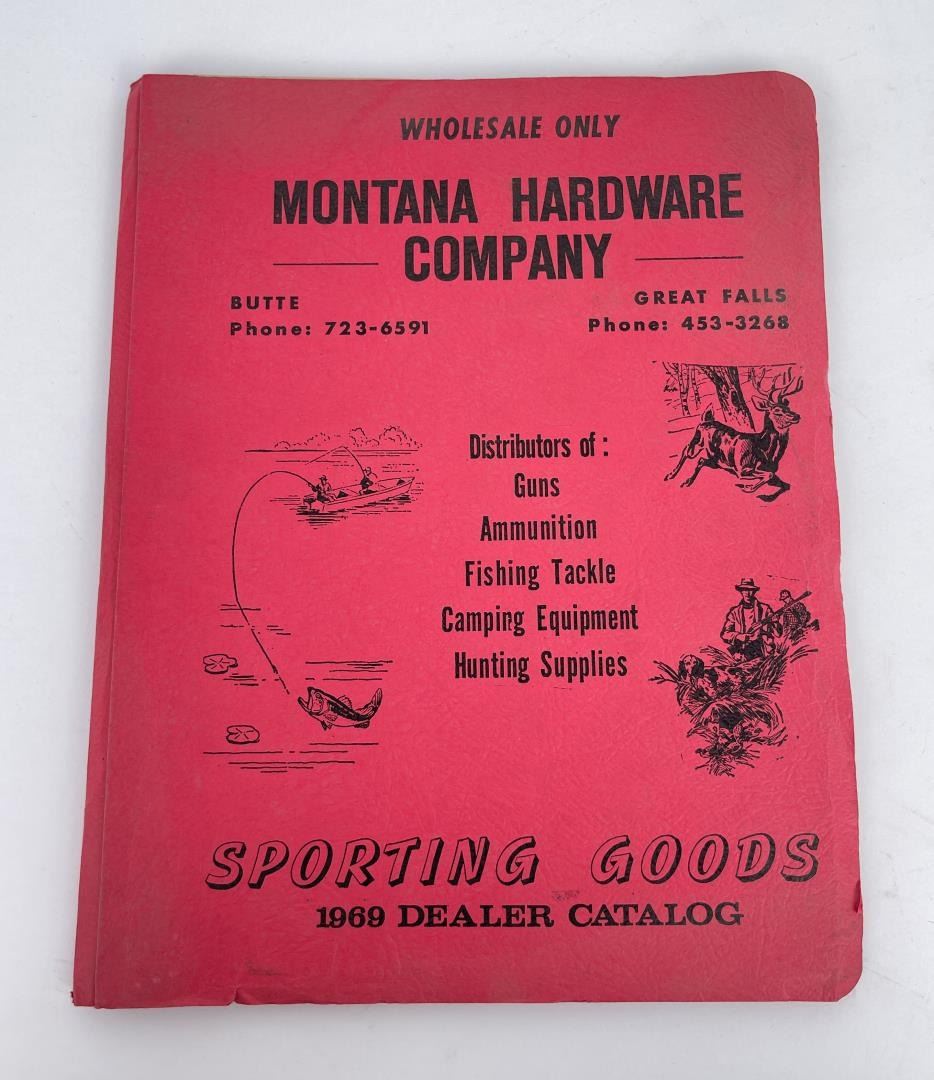 WHOLESALE ONLY
MONTANA HARDWARE
COMPANY
BUTTE
Phone: 723-6591
GREAT FALLS
Phone: 453-3268
Distributors of :
Guns
Ammunition
Fishing Tackle
Camping Equipment
Hunting Supplies
SPORTING GOODS
1969 DEALER CATALOG